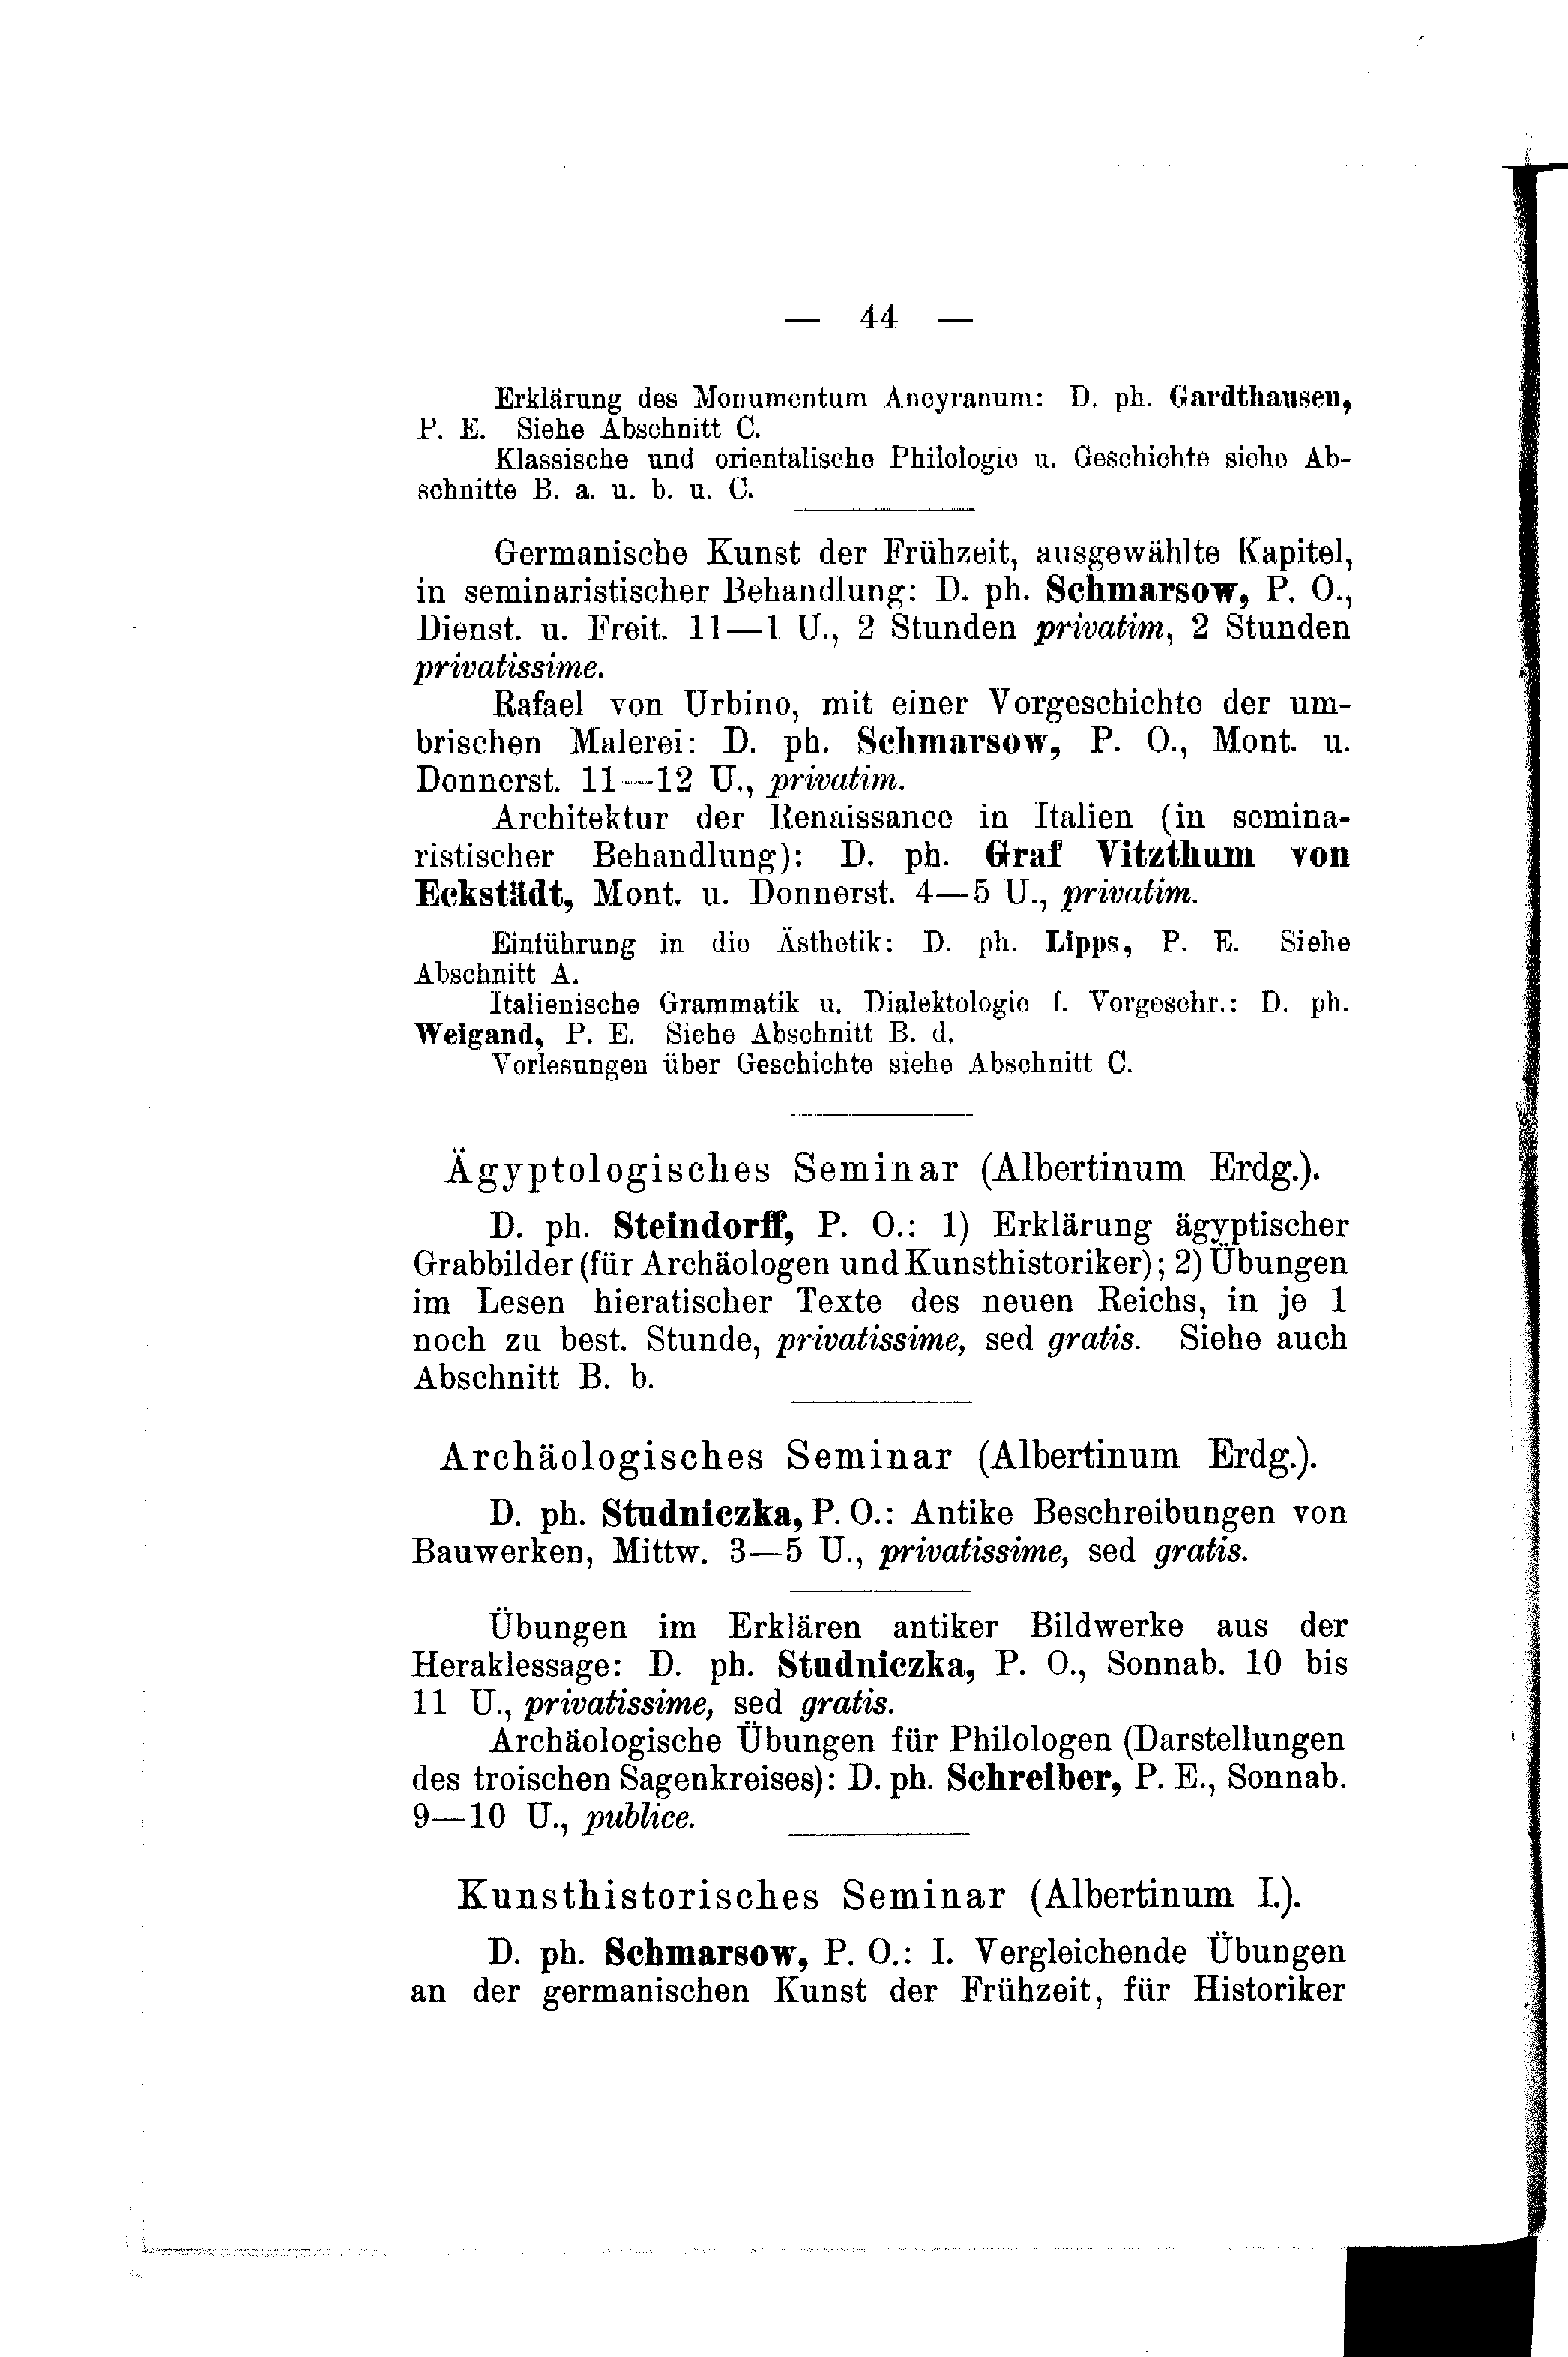 — 44 —
Erklärung des Monumentum Ancyranum: D. ph. Gardthausen,
P. E. Siehe Abschnitt C.
Klassische und orientalische Philologie u. Geschichte siehe Ab-
schnitte B. a. u. b. u. C.
Germanische Kunst der Frühzeit, ausgewählte Kapitel,
in seminaristischer Behandlung: D. ph. Schmarsow, P. O.,
Dienst. u. Freit. 11—1 U., 2 Stunden privatim, 2 Stunden
privatissime.
Rafael von Urbino, mit einer Vorgeschichte der um-
brischen Malerei: D. ph. Schmarsow, P. O., Mont. u.
Donnerst. 11—12 U., privatim.
Architektur der Renaissance in Italien (in semina-
ristischer Behandlung): D. ph. Graf Vitzthum von
Eckstädt, Mont. u. Donnerst. 4—5 U., privatim.
Einführung in die Ästhetik: D. ph. Lipps, P. E. Siehe
Abschnitt A.
Italienische Grammatik u. Dialektologie f. Vorgeschr.: D. ph.
Weigand, P. E. Siehe Abschnitt B. d.
Vorlesungen über Geschichte siehe Abschnitt C.
Ägyptologisches Seminar (Albertinum Erdg.).
D. ph. Steindorff, P. O.: 1) Erklärung ägyptischer
Grabbilder (für Archäologen und Kunsthistoriker); 2) Übungen
im Lesen hieratischer Texte des neuen Reichs, in je 1
noch zu best. Stunde, privatissime, sed gratis. Siehe auch
Abschnitt B. b.
Archäologisches Seminar (Albertinum Erdg.).
D. ph. Studniczka, P. O.: Antike Beschreibungen von
Bauwerken, Mittw. 3—5 U., privatissime, sed gratis.
Übungen im Erklären antiker Bildwerke aus der
Heraklessage: D. ph. Studniczka, P. O., Sonnab. 10 bis
11 U., privatissime, sed gratis.
Archäologische Übungen für Philologen (Darstellungen
des troischen Sagenkreises): D. ph. Schreiber, P. E., Sonnab.
9—10 U., publice.
Kunsthistorisches Seminar (Albertinum I.).
D. ph. Schmarsow, P. O.: I. Vergleichende Übungen
an der germanischen Kunst der Frühzeit, für Historiker